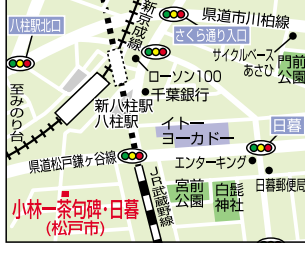 八柱駅北口
新京成線
県道市川柏線
さくら通り入口
サイクルベース
あさひ
門前
公園
ローソン100
千葉銀行
至みのり台
新八柱駅
八柱駅
イトー
ヨーカドー
日暮
県道松戸鎌ヶ谷線
エンターキング
日暮郵便局
JR武蔵野線
宮前
公園
白髭
神社
小林一茶句碑・日暮
(松戸市)